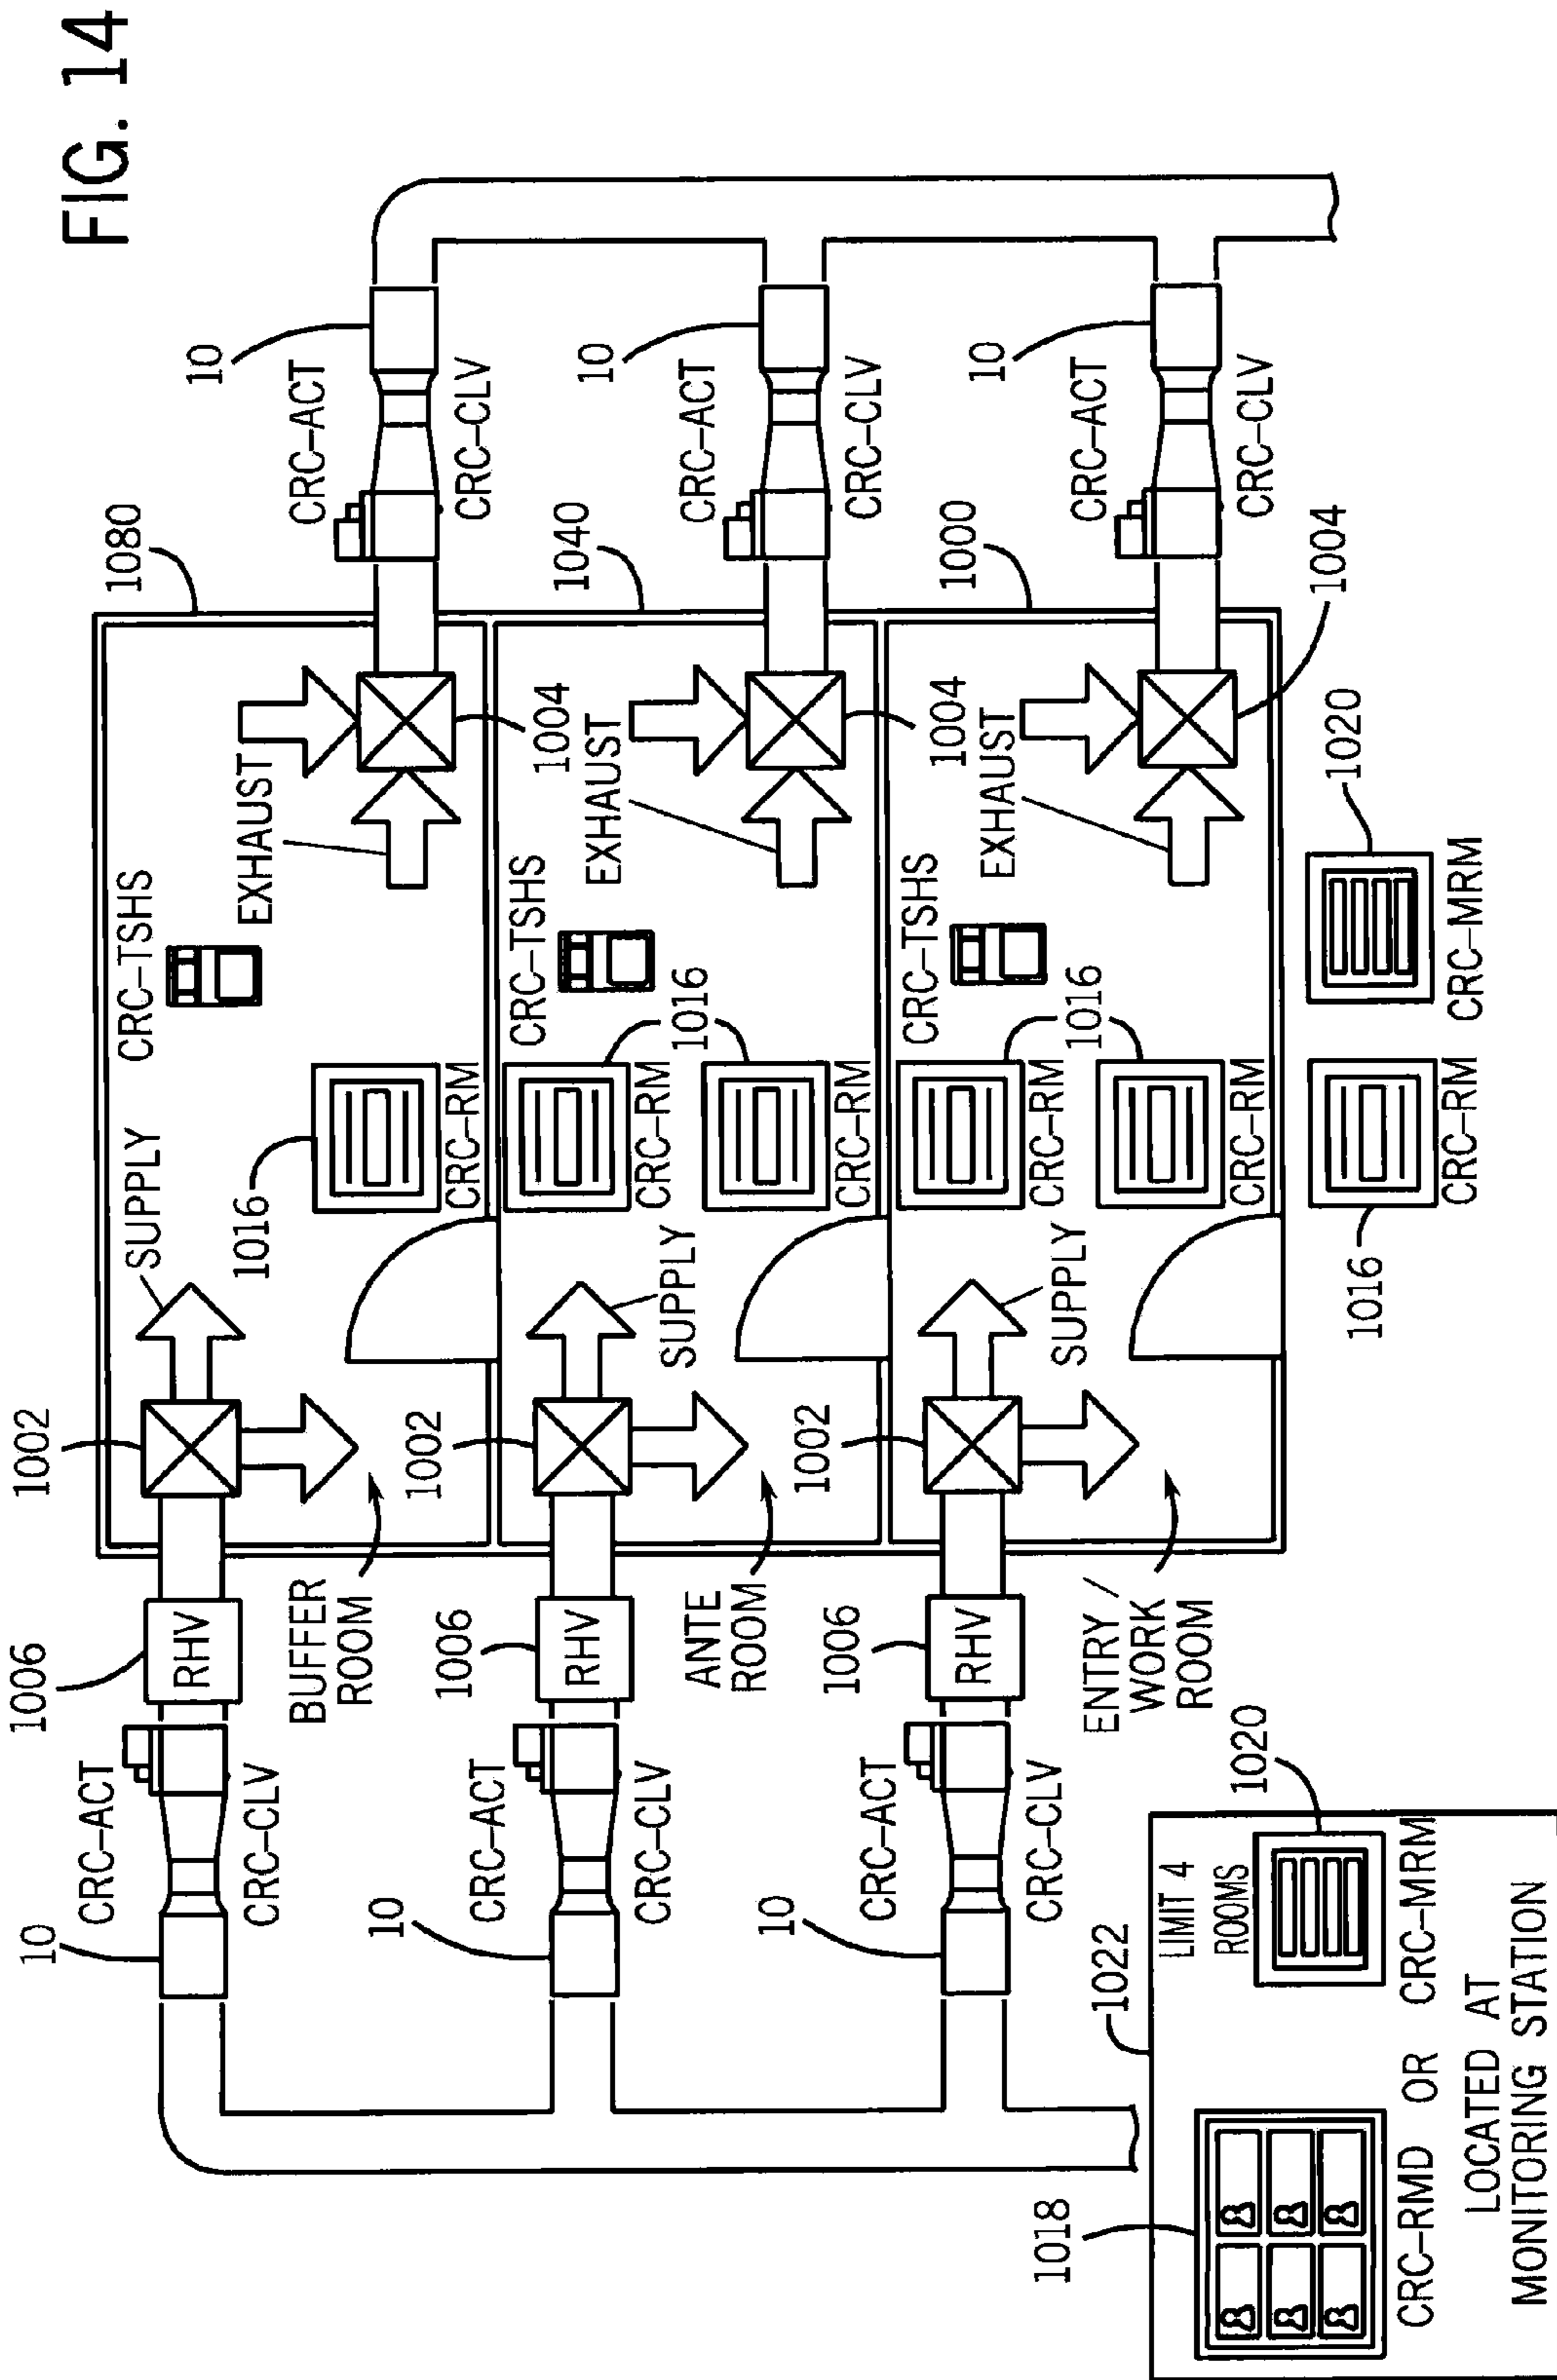 FIG. 14
10
CRC-ACT
CRC-CLV
1006
RHV
1002
SUPPLY
BUFFER
ROOM
1016
CRC-RM
CRC-TSHS
EXHAUST
1004
1080
CRC-ACT
CRC-CLV
10
10
CRC-ACT
CRC-CLV
1006
RHV
1002
SUPPLY
ANTE
ROOM
CRC-RM
1016
CRC-RM
CRC-TSHS
EXHAUST
1004
1040
CRC-ACT
CRC-CLV
10
10
CRC-ACT
CRC-CLV
1006
RHV
1002
SUPPLY
ENTRY /
WORK
ROOM
CRC-RM
1016
CRC-RM
CRC-TSHS
EXHAUST
1004
1000
CRC-ACT
CRC-CLV
10
1016
CRC-RM
1020
CRC-MRM
1022
1018
LIMIT 4
ROOMS
1020
CRC-RMD OR CRC-MRM
LOCATED AT
MONITORING STATION